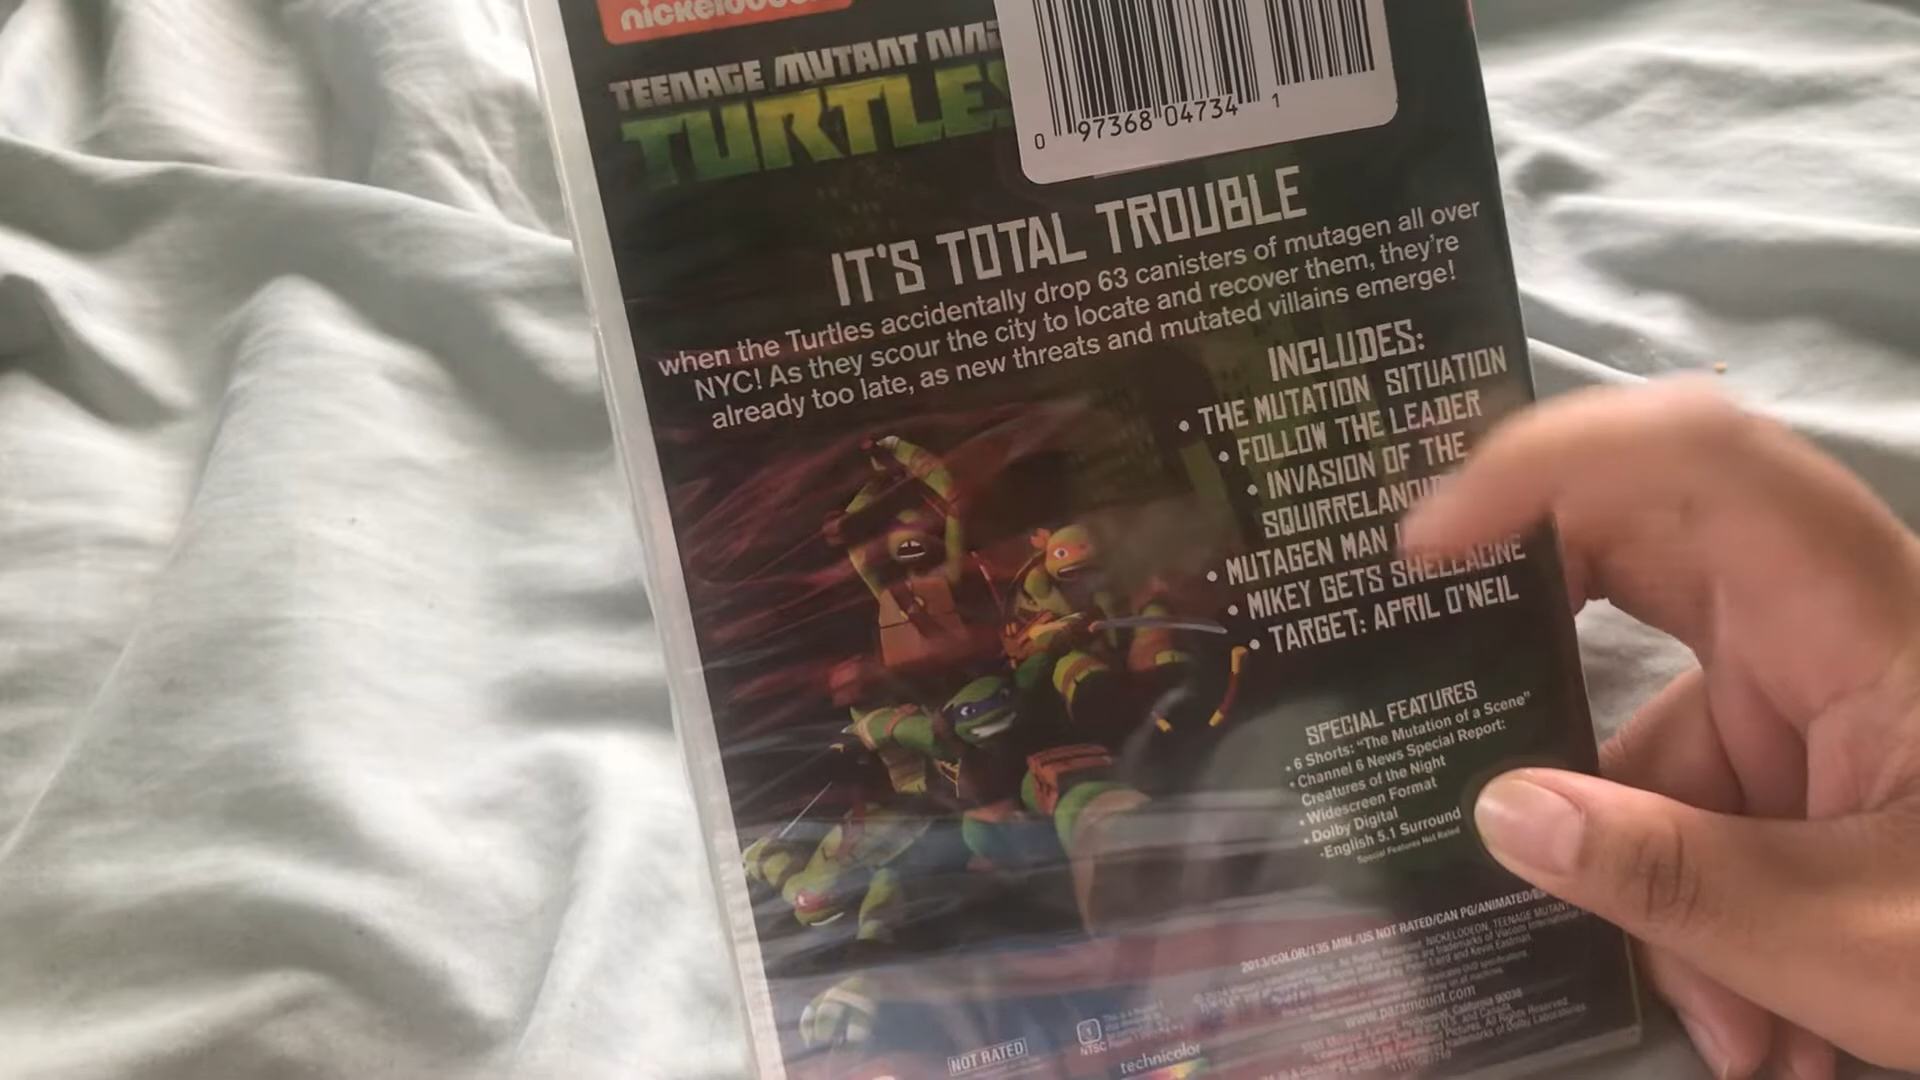 nickelodeon
TEENAGE MUTANT NIN
TURTLES
0 97368 04734 1
IT'S TOTAL TROUBLE
when the Turtles accidentally drop 63 canisters of mutagen all over
NYC! As they scour the city to locate and recover them, they're
already too late, as new threats and mutated villains emerge!
INCLUDES:
• THE MUTATION SITUATION
• FOLLOW THE LEADER
• INVASION OF THE
SQUIRRELANOI
• MUTAGEN MAN
• MIKEY GETS SHELLACNE
• TARGET: APRIL O'NEIL
SPECIAL FEATURES
• 6 Shorts: "The Mutation of a Scene"
• Channel 6 News Special Report:
Creatures of the Night
• Widescreen Format
• Dolby Digital
-English 5.1 Surround
Special Features Not Rated
2013/COLOR/135 MIN./US NOT RATED/CAN PG/ANIMATED/
www.paramount.com
NOT RATED
1
NTSC
technicolor